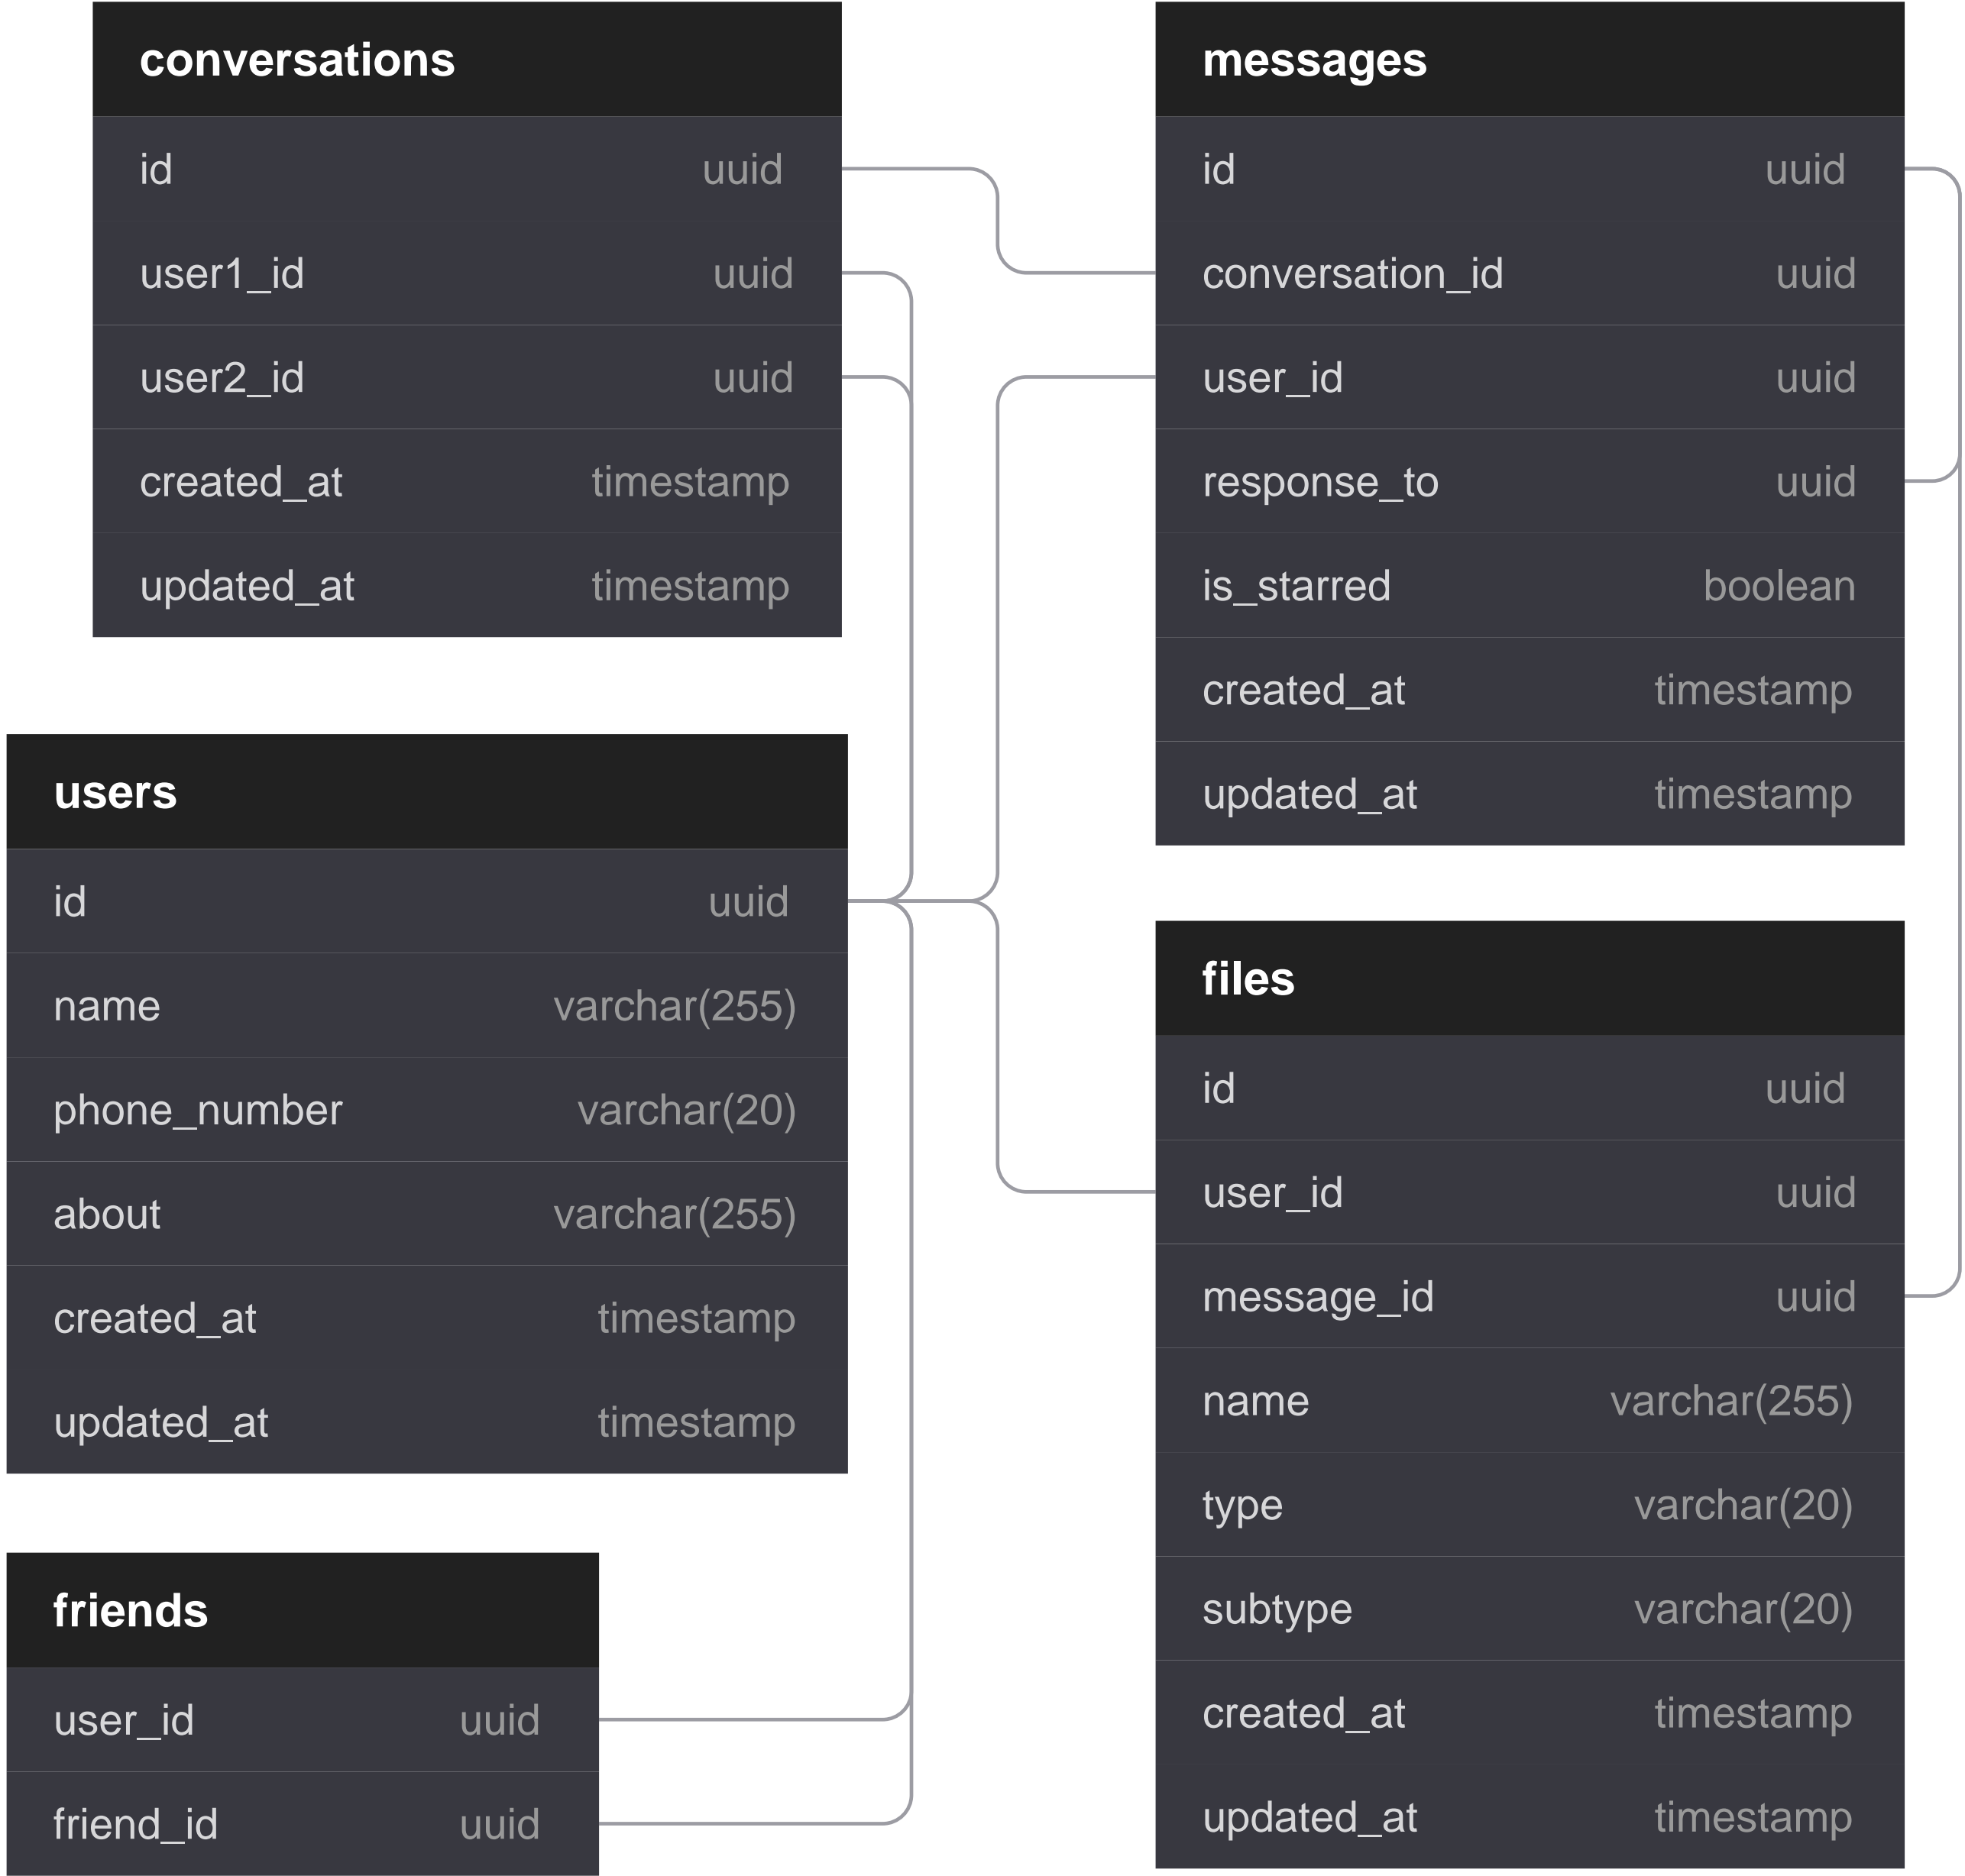 conversations
id uuid
user1_id uuid
user2_id uuid
created_at timestamp
updated_at timestamp
messages
id uuid
conversation_id uuid
user_id uuid
response_to uuid
is_starred boolean
created_at timestamp
updated_at timestamp
users
id uuid
name varchar(255)
phone_number varchar(20)
about varchar(255)
created_at timestamp
updated_at timestamp
files
id uuid
user_id uuid
message_id uuid
name varchar(255)
type varchar(20)
subtype varchar(20)
created_at timestamp
updated_at timestamp
friends
user_id uuid
friend_id uuid